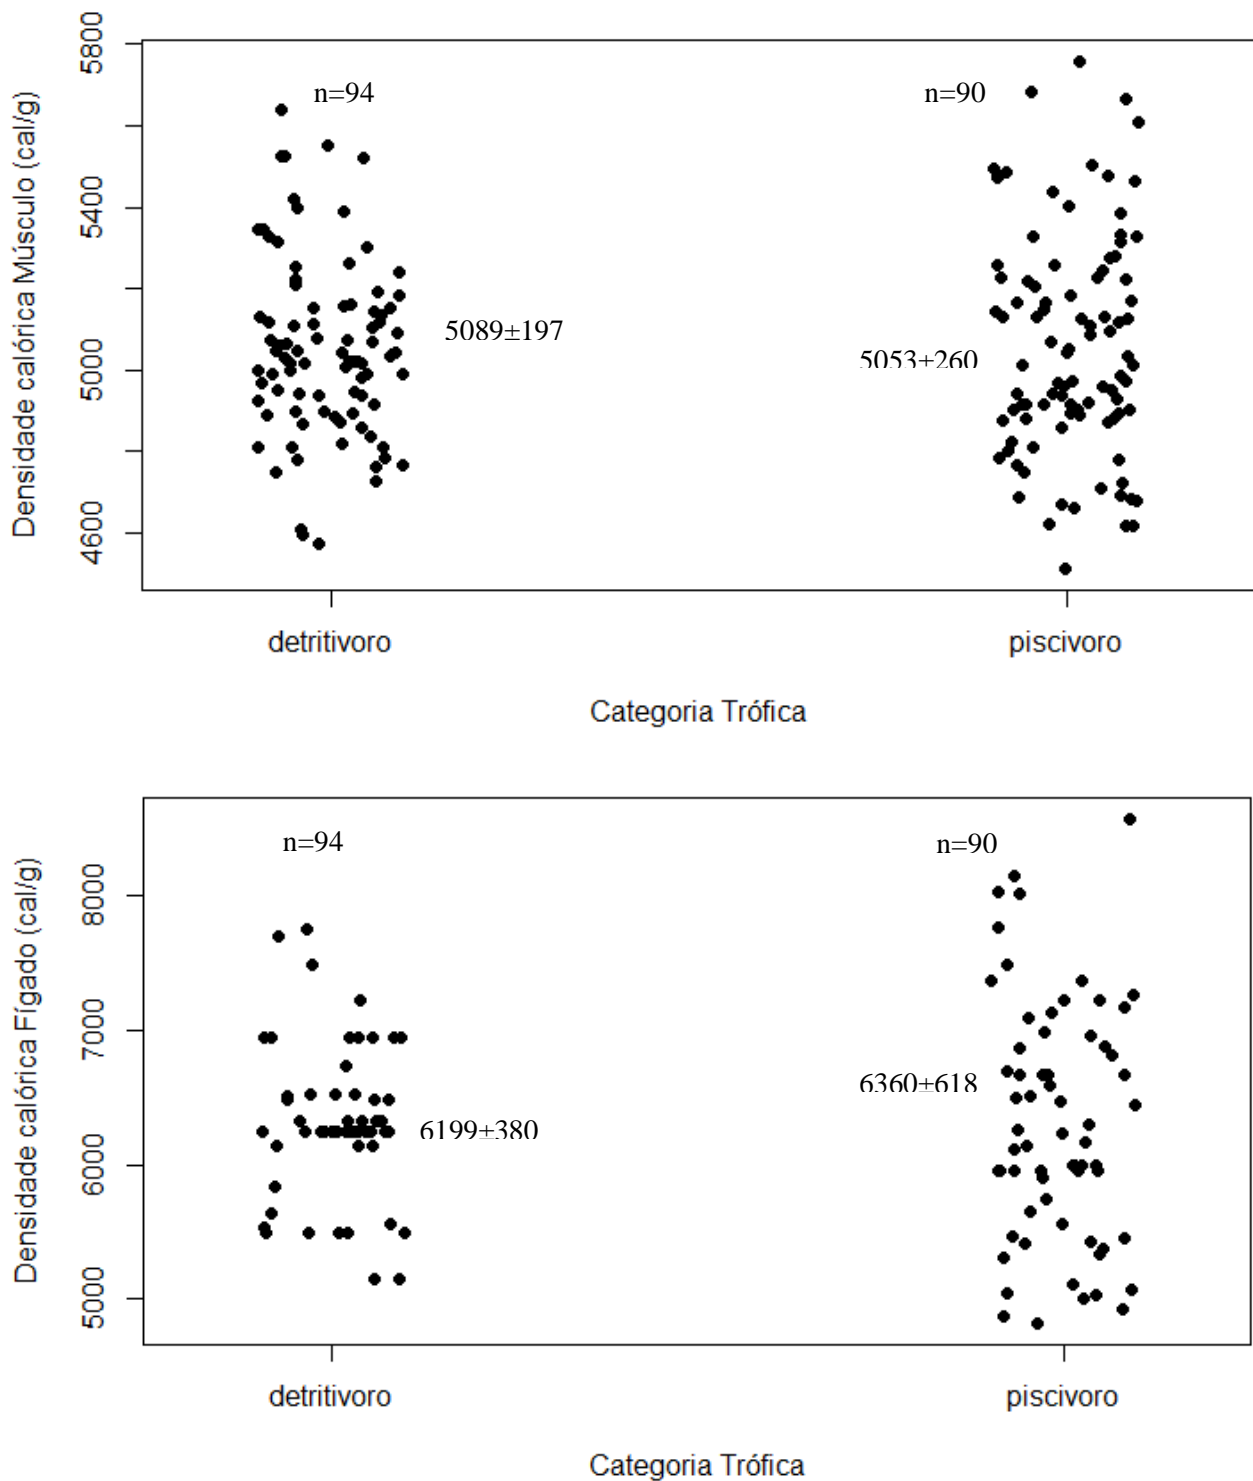 Densidade calórica Músculo (cal/g)
5800
5400
5000
4600
n=94
n=90
5089±197
5053±260
detritivoro
piscivoro
Categoria Trófica
Densidade calórica Fígado (cal/g)
8000
7000
6000
5000
n=94
n=90
6199±380
6360±618
detritivoro
piscivoro
Categoria Trófica